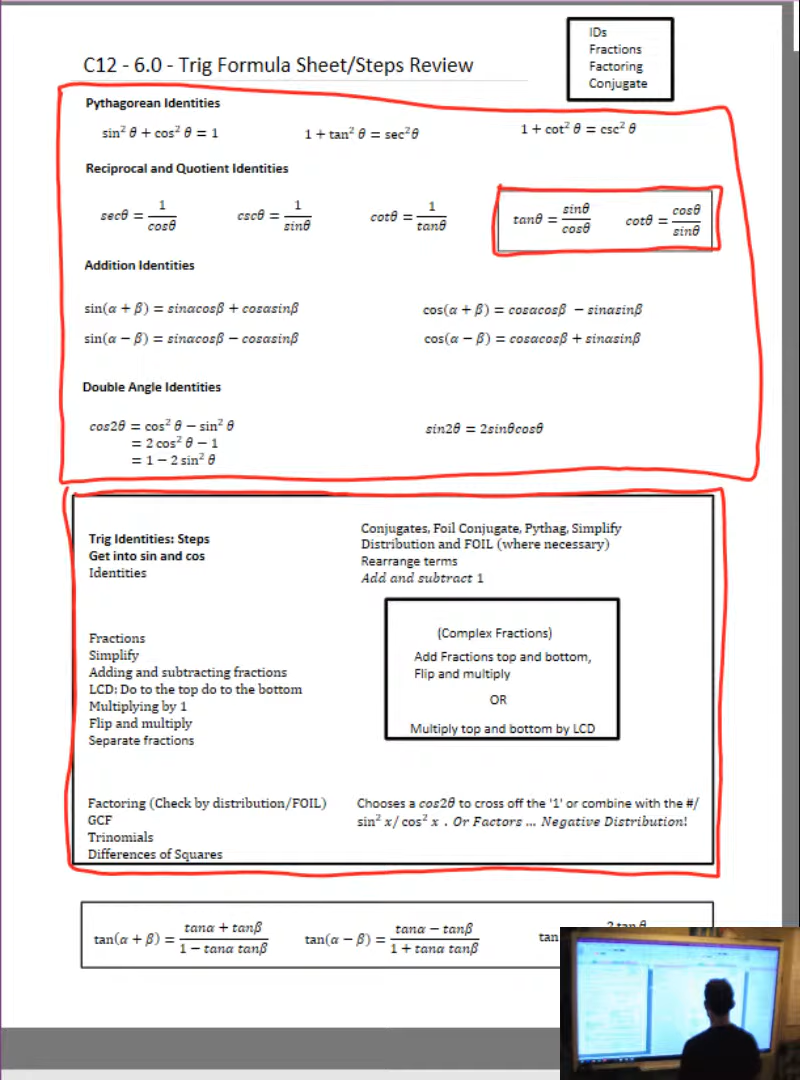 IDs
Fractions
Factoring
Conjugate
C12 - 6.0 - Trig Formula Sheet/Steps Review
Pythagorean Identities
sin² θ + cos² θ = 1 1 + tan² θ = sec²θ 1 + cot² θ = csc² θ
Reciprocal and Quotient Identities
secθ = 1/cosθ cscθ = 1/sinθ cotθ = 1/tanθ tanθ = sinθ/cosθ cotθ = cosθ/sinθ
Addition Identities
sin(α + β) = sinαcosβ + cosαsinβ cos(α + β) = cosαcosβ − sinαsinβ
sin(α − β) = sinαcosβ − cosαsinβ cos(α − β) = cosαcosβ + sinαsinβ
Double Angle Identities
cos2θ = cos² θ − sin² θ
= 2 cos² θ − 1
= 1 − 2 sin² θ
sin2θ = 2sinθcosθ
Trig Identities: Steps
Get into sin and cos
Identities
Conjugates, Foil Conjugate, Pythag, Simplify
Distribution and FOIL (where necessary)
Rearrange terms
Add and subtract 1
Fractions
Simplify
Adding and subtracting fractions
LCD: Do to the top do to the bottom
Multiplying by 1
Flip and multiply
Separate fractions
(Complex Fractions)
Add Fractions top and bottom,
Flip and multiply
OR
Multiply top and bottom by LCD
Factoring (Check by distribution/FOIL)
GCF
Trinomials
Differences of Squares
Chooses a cos2θ to cross off the '1' or combine with the #/
sin² x/ cos² x . Or Factors ... Negative Distribution!
tan(α + β) = tanα + tanβ/1 − tanα tanβ tan(α − β) = tanα − tanβ/1 + tanα tanβ tan